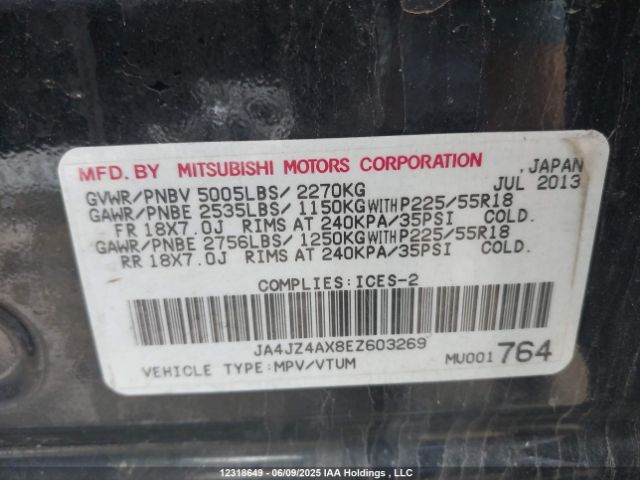 MFD. BY MITSUBISHI MOTORS CORPORATION , JAPAN
GVWR/PNBV 5005LBS/ 2270KG JUL 2013
GAWR/PNBE 2535LBS/ 1150KG WITH P225/55R18
FR 18X7.0J RIMS AT 240KPA/35PSI COLD.
GAWR/PNBE 2756LBS/ 1250KG WITH P225/55R18
RR 18X7.0J RIMS AT 240KPA/35PSI COLD.
COMPLIES:ICES-2
JA4JZ4AX8EZ603269
VEHICLE TYPE:MPV/VTUM MU001 764
12318649 - 06/09/2025 IAA Holdings , LLC